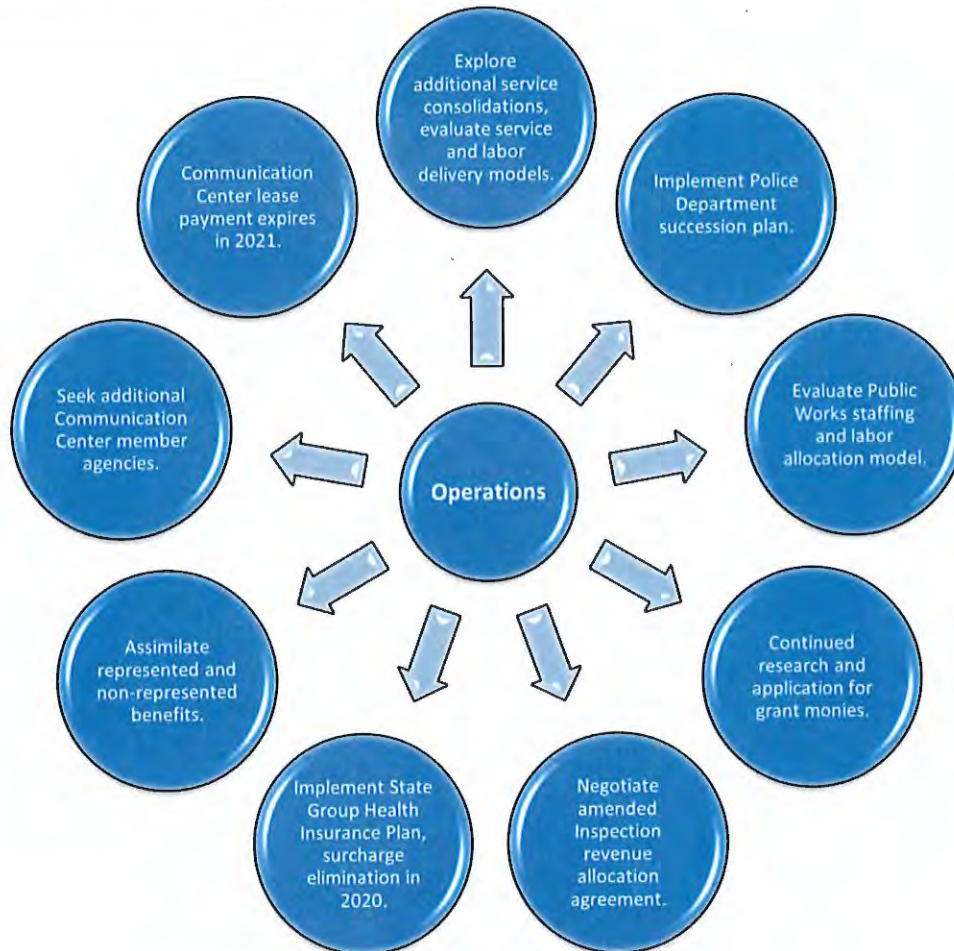 Explore
additional service
consolidations,
evaluate service
and labor
delivery models.
Implement Police
Department
succession plan.
Evaluate Public
Works staffing
and labor
allocation model.
Continued
research and
application for
grant monies.
Negotiate
amended
Inspection
revenue
allocation
agreement.
Implement State
Group Health
Insurance Plan,
surcharge
elimination in
2020.
Assimilate
represented and
non-represented
benefits.
Seek additional
Communication
Center member
agencies.
Communication
Center lease
payment expires
in 2021.
Operations